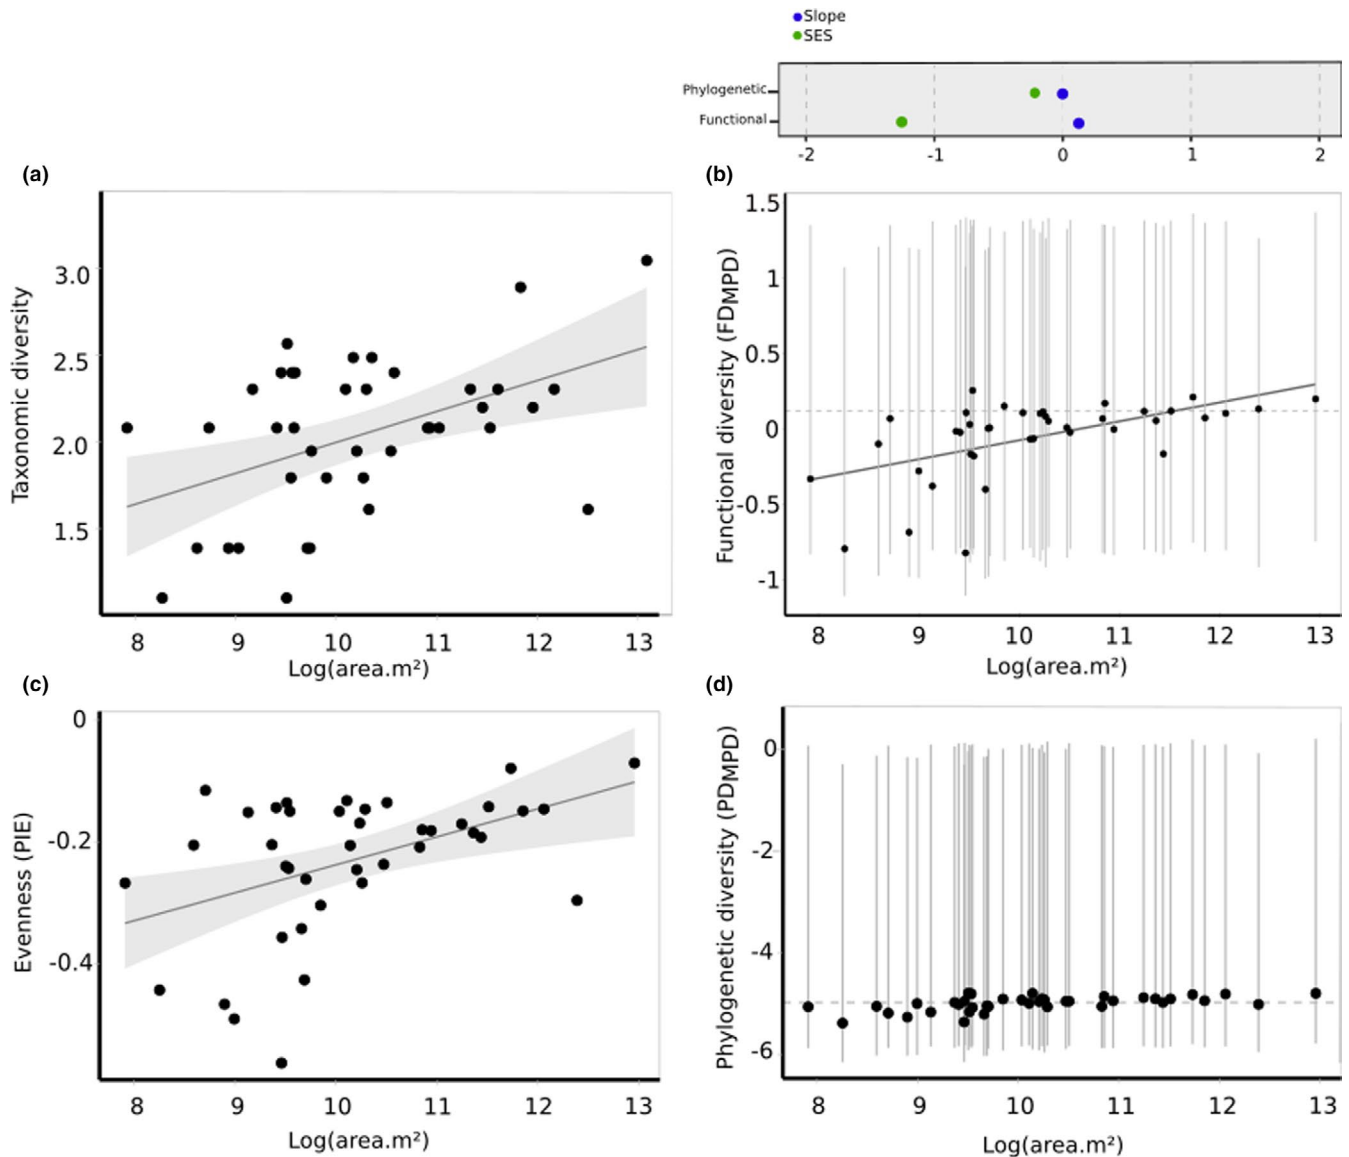 Slope
SES
Phylogenetic
Functional
-2 -1 0 1 2
(a)
Taxonomic diversity
3.0
2.5
2.0
1.5
8 9 10 11 12 13
Log(area.m²)
(b)
Functional diversity (FDMPD)
1.5
1
0.5
0
-0.5
-1
8 9 10 11 12 13
Log(area.m²)
(c)
Evenness (PIE)
0
-0.2
-0.4
8 9 10 11 12 13
Log(area.m²)
(d)
Phylogenetic diversity (PDMPD)
0
-2
-4
-6
8 9 10 11 12 13
Log(area.m²)